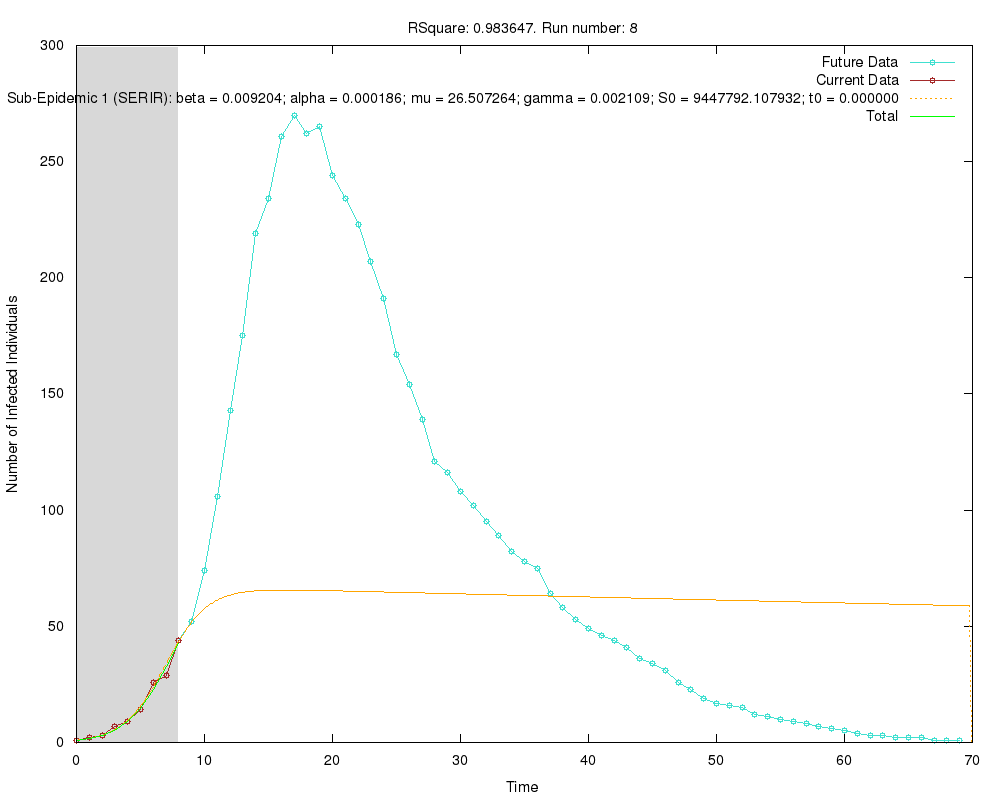 RSquare: 0.983647. Run number: 8
300
250
200
150
100
50
0
Number of Infected Individuals
Future Data
Current Data
Sub-Epidemic 1 (SERIR): beta = 0.009204; alpha = 0.000186; mu = 26.507264; gamma = 0.002109; S0 = 9447792.107932; t0 = 0.000000
Total
0 10 20 30 40 50 60 70
Time